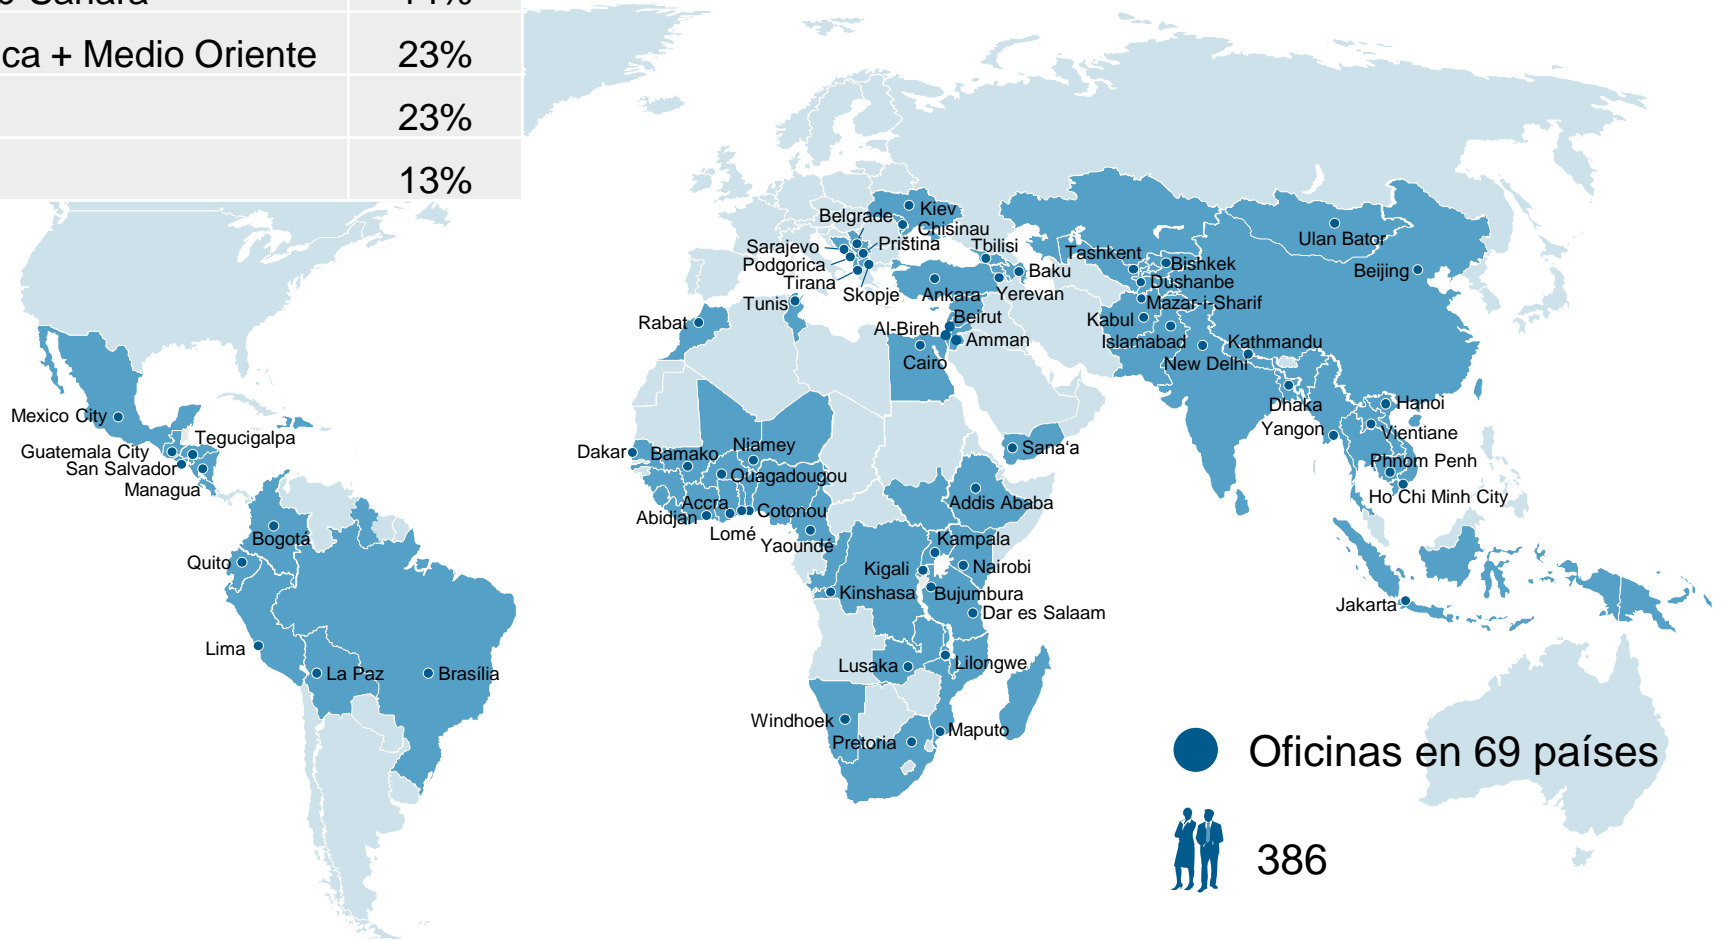 ca + Medio Oriente 23%
23%
13%
Belgrade
Kiev
Chisinau
Sarajevo
Priština
Tbilisi
Podgorica
Tirana
Skopje
Tunis
Ankara
Baku
Yerevan
Tashkent
Bishkek
Dushanbe
Mazar-i-Sharif
Ulan Bator
Beijing
Rabat
Al-Bireh
Beirut
Amman
Cairo
Kabul
Islamabad
New Delhi
Kathmandu
Dhaka
Yangon
Hanoi
Vientiane
Phnom Penh
Ho Chi Minh City
Mexico City
Guatemala City
Tegucigalpa
San Salvador
Managua
Dakar
Bamako
Niamey
Ouagadougou
Accra
Abidjan
Lomé
Cotonou
Yaoundé
Sana‘a
Addis Ababa
Bogotá
Quito
Kampala
Kigali
Nairobi
Kinshasa
Bujumbura
Dar es Salaam
Jakarta
Lima
La Paz
Brasília
Lusaka
Lilongwe
Windhoek
Pretoria
Maputo
Oficinas en 69 países
386